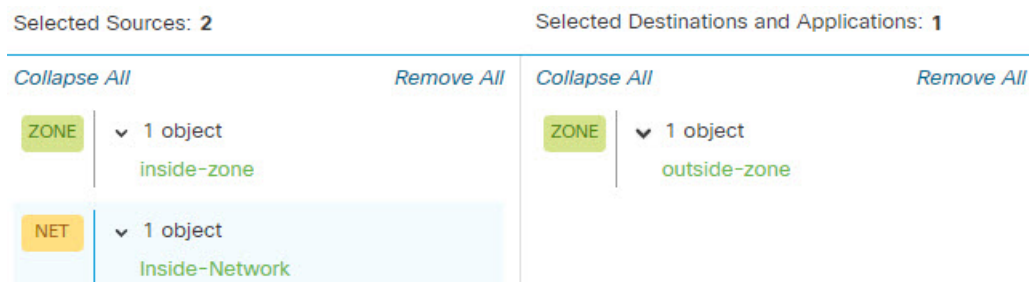 Selected Sources: 2
Selected Destinations and Applications: 1
Collapse All
Remove All
Collapse All
Remove All
ZONE
1 object
inside-zone
ZONE
1 object
outside-zone
NET
1 object
Inside-Network